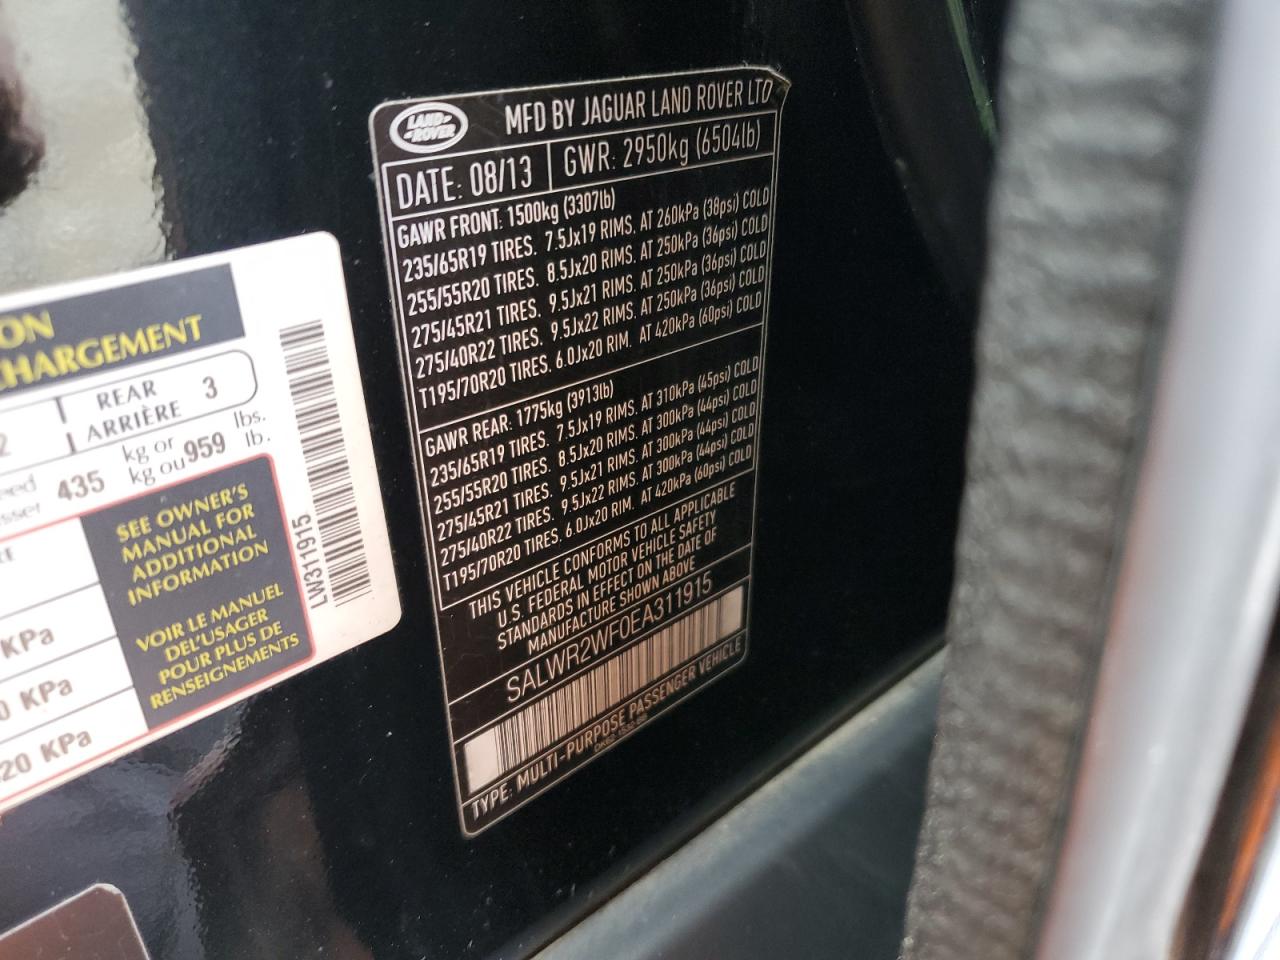 ON
CHARGEMENT
REAR
ARRIÈRE 3
2
435 kg or kg ou 959 lbs. lb.
SEE OWNER'S
MANUAL FOR
ADDITIONAL
INFORMATION
VOIR LE MANUEL
DEL'USAGER
POUR PLUS DE
RENSEIGNEMENTS
KPa
0 KPa
20 KPa
LW311915
LAND
ROVER
MFD BY JAGUAR LAND ROVER LTD
DATE: 08/13 GWR: 2950kg (6504lb)
GAWR FRONT: 1500kg (3307lb)
235/65R19 TIRES. 7.5Jx19 RIMS. AT 260kPa (38psi) COLD
255/55R20 TIRES. 8.5Jx20 RIMS. AT 250kPa (36psi) COLD
275/45R21 TIRES. 9.5Jx21 RIMS. AT 250kPa (36psi) COLD
275/40R22 TIRES. 9.5Jx22 RIMS. AT 250kPa (36psi) COLD
T195/70R20 TIRES. 6.0Jx20 RIM. AT 420kPa (60psi) COLD
GAWR REAR: 1775kg (3913lb)
235/65R19 TIRES. 7.5Jx19 RIMS. AT 310kPa (45psi) COLD
255/55R20 TIRES. 8.5Jx20 RIMS. AT 300kPa (44psi) COLD
275/45R21 TIRES. 9.5Jx21 RIMS. AT 300kPa (44psi) COLD
275/40R22 TIRES. 9.5Jx22 RIMS. AT 300kPa (44psi) COLD
T195/70R20 TIRES. 6.0Jx20 RIM. AT 420kPa (60psi) COLD
THIS VEHICLE CONFORMS TO ALL APPLICABLE
U.S. FEDERAL MOTOR VEHICLE SAFETY
STANDARDS IN EFFECT ON THE DATE OF
MANUFACTURE SHOWN ABOVE
SALWR2WF0EA311915
TYPE: MULTI-PURPOSE PASSENGER VEHICLE